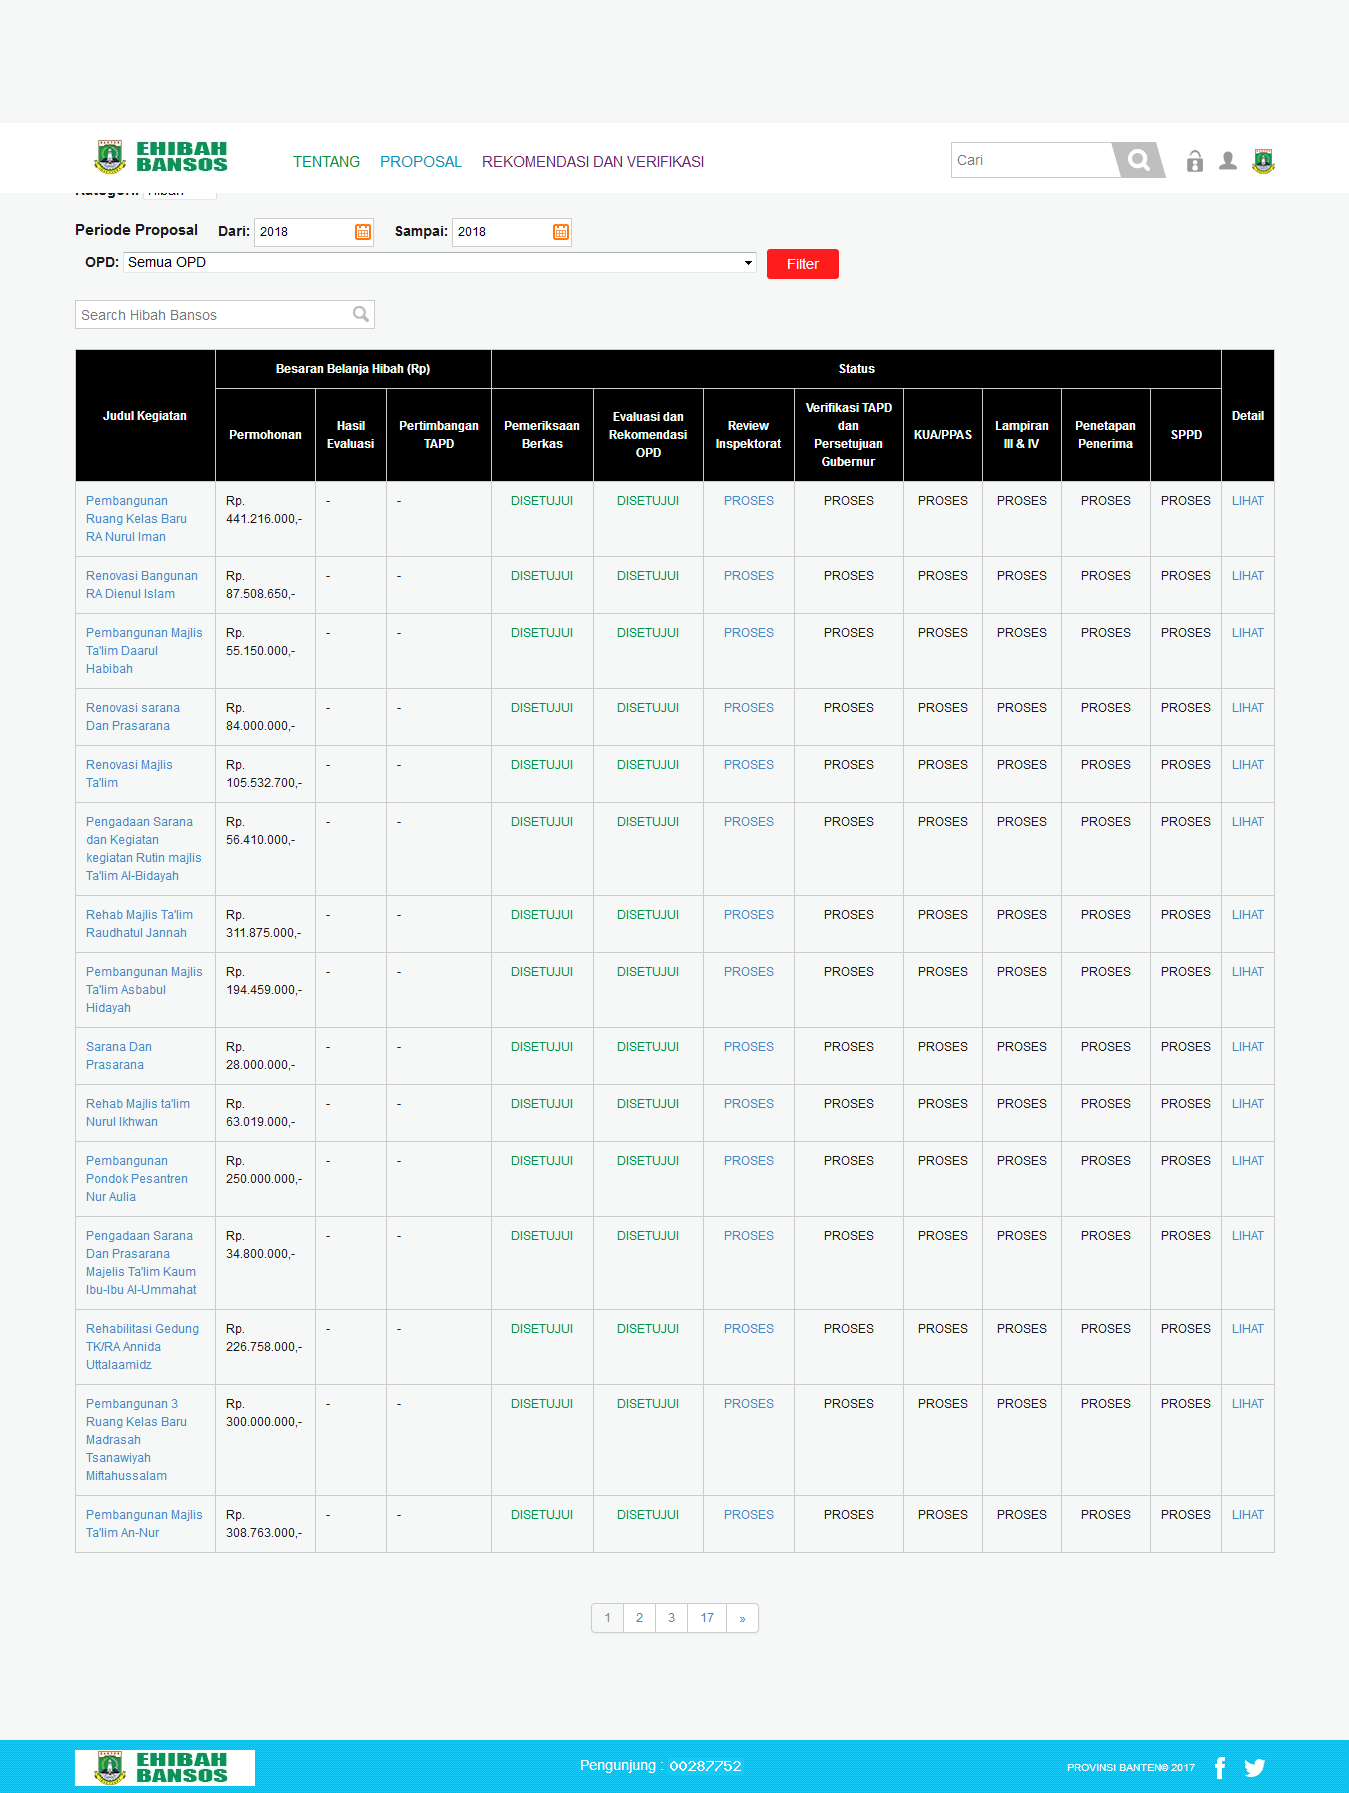 EHIBAH
BANSOS
TENTANG PROPOSAL REKOMENDASI DAN VERIFIKASI
Cari
Kategori: Hibah
Periode Proposal Dari: 2018 Sampai: 2018
OPD: Semua OPD Filter
Search Hibah Bansos
Judul Kegiatan Besaran Belanja Hibah (Rp) Status Detail
Permohonan Hasil Evaluasi Pertimbangan TAPD Pemeriksaan Berkas Evaluasi dan Rekomendasi OPD Review Inspektorat Verifikasi TAPD dan Persetujuan Gubernur KUA/PPAS Lampiran III & IV Penetapan Penerima SPPD
Pembangunan Ruang Kelas Baru RA Nurul Iman Rp. 441.216.000,- - - DISETUJUI DISETUJUI PROSES PROSES PROSES PROSES PROSES PROSES LIHAT
Renovasi Bangunan RA Dienul Islam Rp. 87.508.650,- - - DISETUJUI DISETUJUI PROSES PROSES PROSES PROSES PROSES PROSES LIHAT
Pembangunan Majlis Ta'lim Daarul Habibah Rp. 55.150.000,- - - DISETUJUI DISETUJUI PROSES PROSES PROSES PROSES PROSES PROSES LIHAT
Renovasi sarana Dan Prasarana Rp. 84.000.000,- - - DISETUJUI DISETUJUI PROSES PROSES PROSES PROSES PROSES PROSES LIHAT
Renovasi Majlis Ta'lim Rp. 105.532.700,- - - DISETUJUI DISETUJUI PROSES PROSES PROSES PROSES PROSES PROSES LIHAT
Pengadaan Sarana dan Kegiatan kegiatan Rutin majlis Ta'lim Al-Bidayah Rp. 56.410.000,- - - DISETUJUI DISETUJUI PROSES PROSES PROSES PROSES PROSES PROSES LIHAT
Rehab Majlis Ta'lim Raudhatul Jannah Rp. 311.875.000,- - - DISETUJUI DISETUJUI PROSES PROSES PROSES PROSES PROSES PROSES LIHAT
Pembangunan Majlis Ta'lim Asbabul Hidayah Rp. 194.459.000,- - - DISETUJUI DISETUJUI PROSES PROSES PROSES PROSES PROSES PROSES LIHAT
Sarana Dan Prasarana Rp. 28.000.000,- - - DISETUJUI DISETUJUI PROSES PROSES PROSES PROSES PROSES PROSES LIHAT
Rehab Majlis ta'lim Nurul Ikhwan Rp. 63.019.000,- - - DISETUJUI DISETUJUI PROSES PROSES PROSES PROSES PROSES PROSES LIHAT
Pembangunan Pondok Pesantren Nur Aulia Rp. 250.000.000,- - - DISETUJUI DISETUJUI PROSES PROSES PROSES PROSES PROSES PROSES LIHAT
Pengadaan Sarana Dan Prasarana Majelis Ta'lim Kaum Ibu-Ibu Al-Ummahat Rp. 34.800.000,- - - DISETUJUI DISETUJUI PROSES PROSES PROSES PROSES PROSES PROSES LIHAT
Rehabilitasi Gedung TK/RA Annida Uttalaamidz Rp. 226.758.000,- - - DISETUJUI DISETUJUI PROSES PROSES PROSES PROSES PROSES PROSES LIHAT
Pembangunan 3 Ruang Kelas Baru Madrasah Tsanawiyah Miftahussalam Rp. 300.000.000,- - - DISETUJUI DISETUJUI PROSES PROSES PROSES PROSES PROSES PROSES LIHAT
Pembangunan Majlis Ta'lim An-Nur Rp. 308.763.000,- - - DISETUJUI DISETUJUI PROSES PROSES PROSES PROSES PROSES PROSES LIHAT
1 2 3 17 »
EHIBAH
BANSOS
Pengunjung : 00287752
PROVINSI BANTEN© 2017